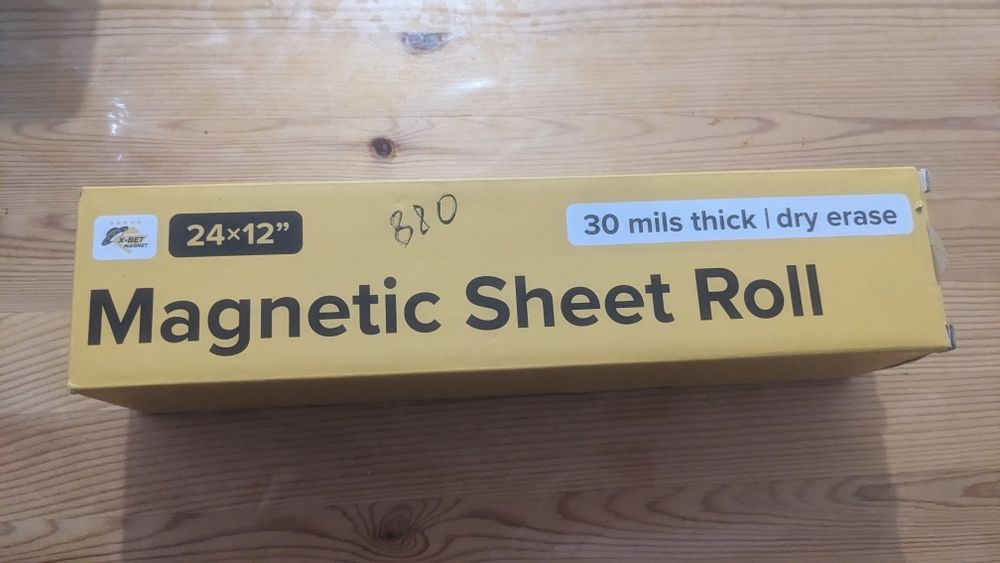 X-BET
MAGNET
24×12”
880
30 mils thick | dry erase
Magnetic Sheet Roll